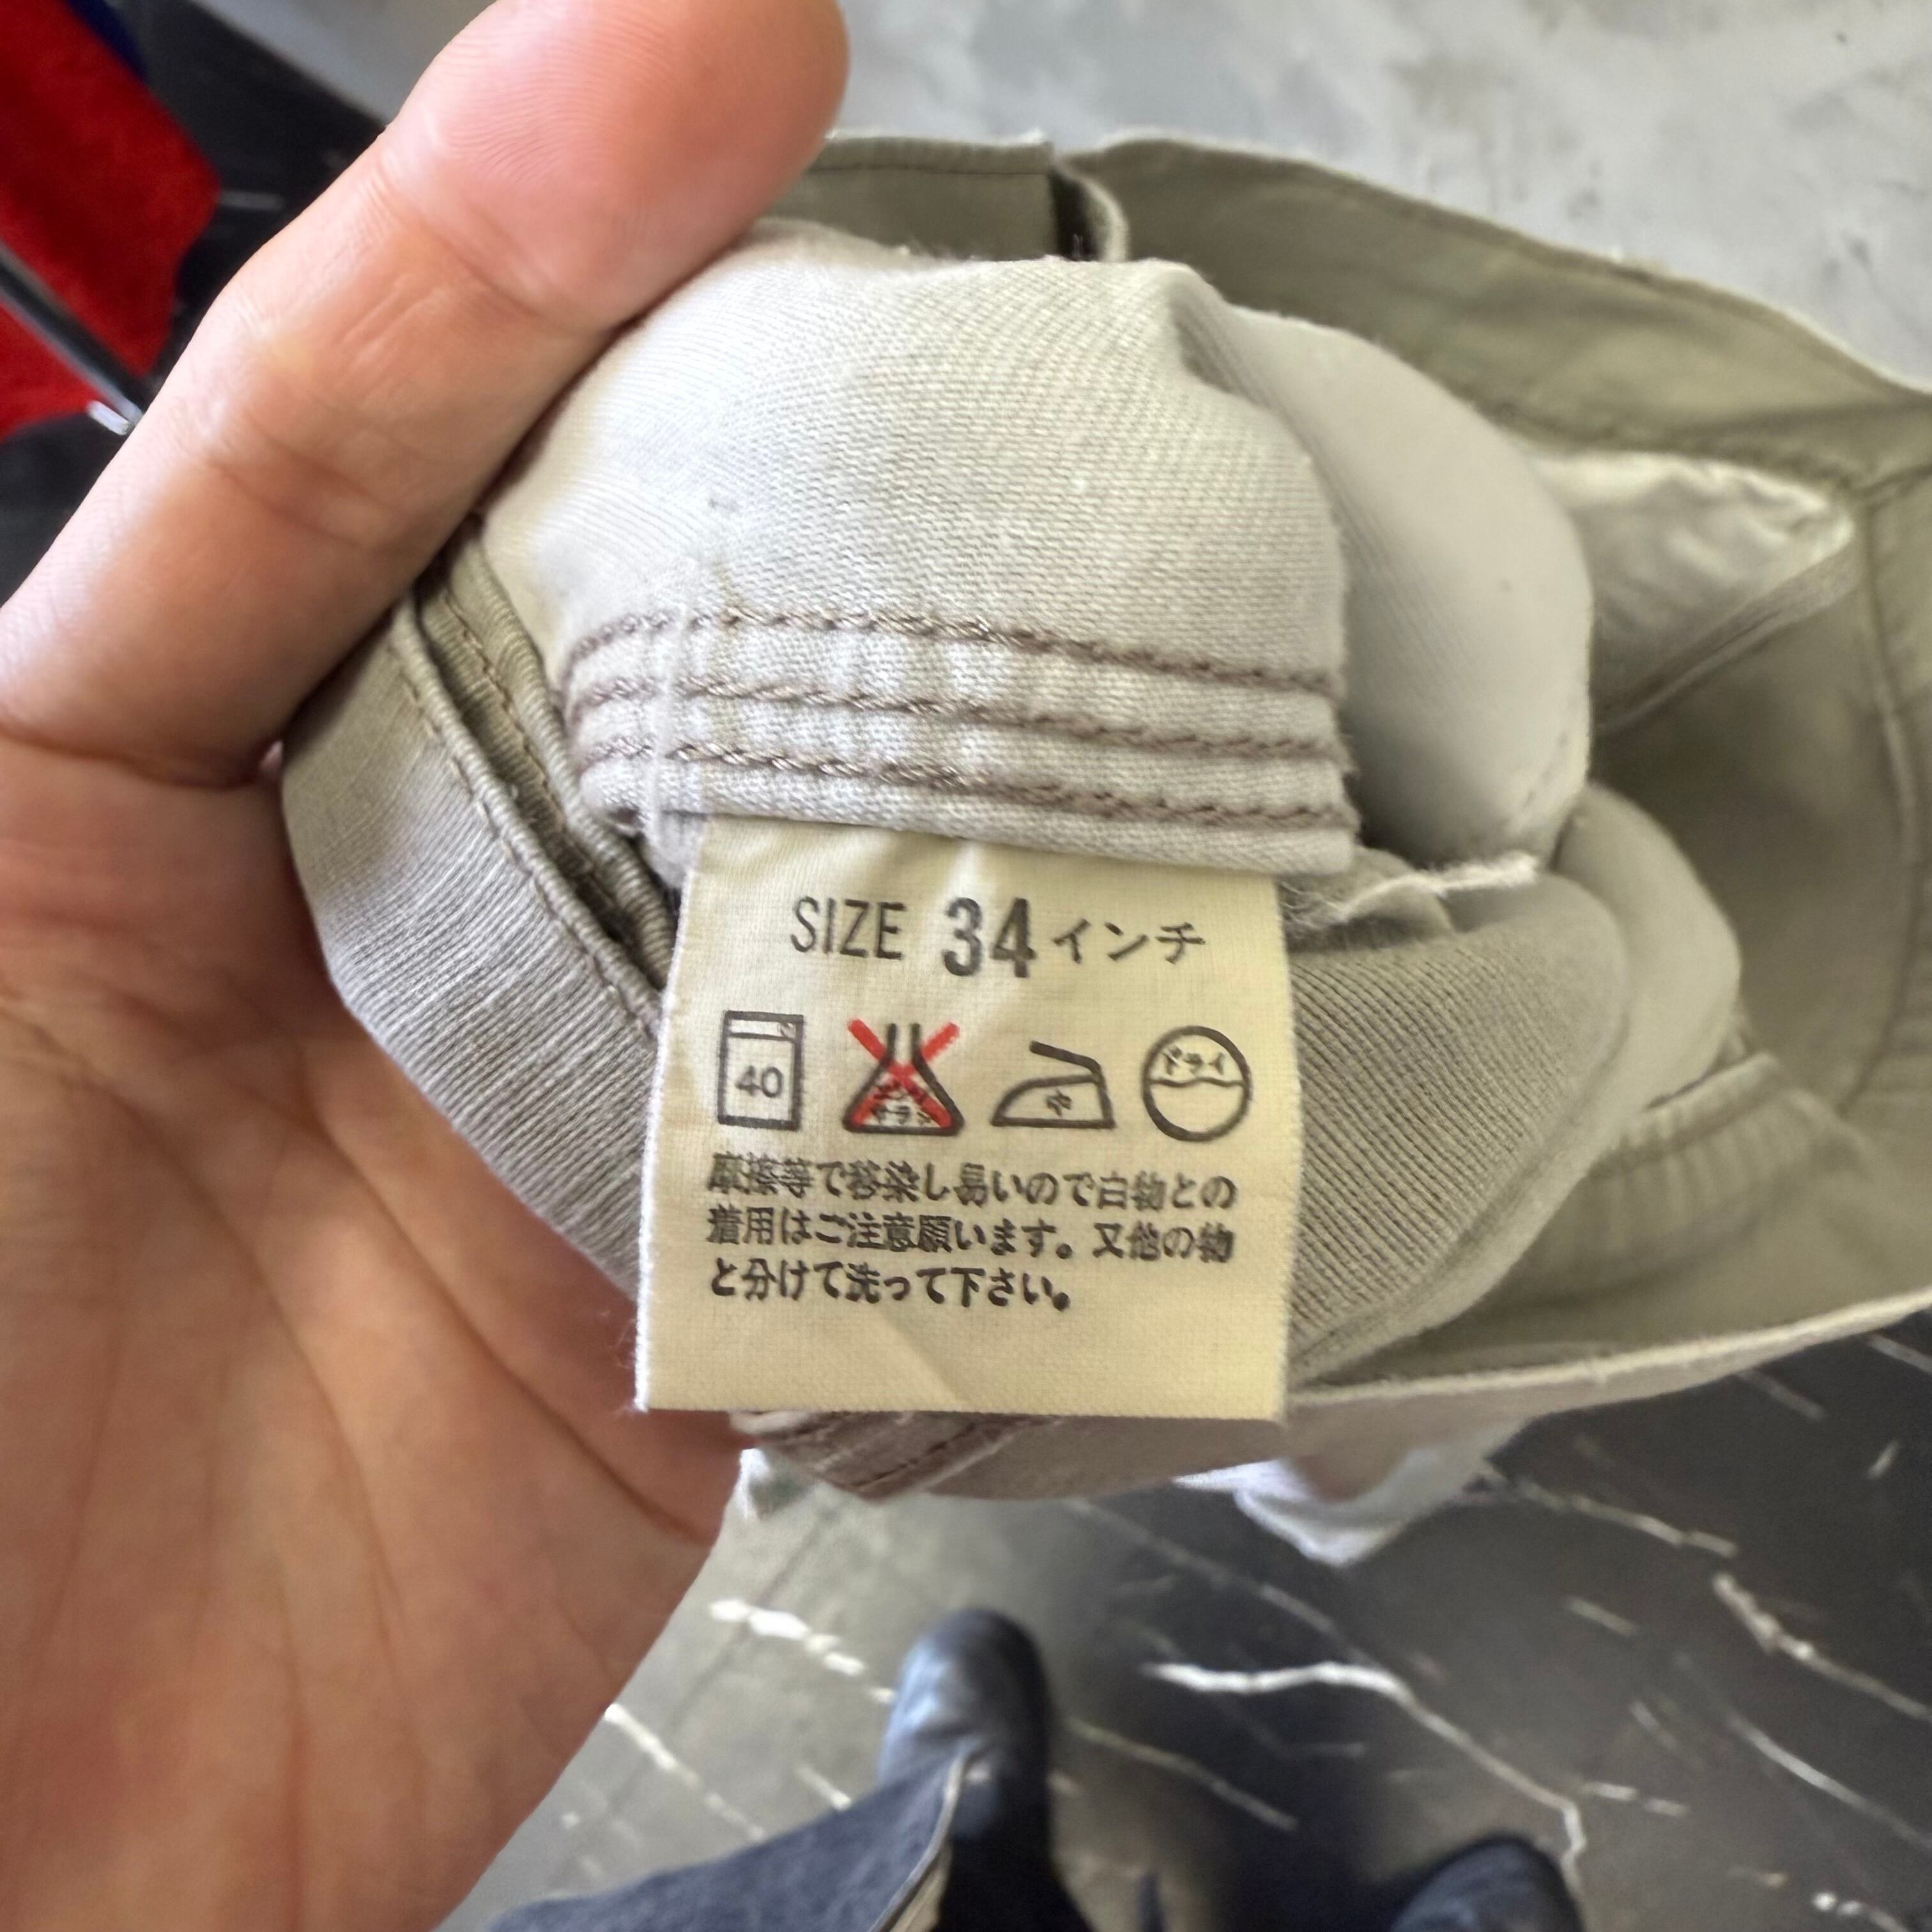 SIZE 34インチ
40 中 ドライ
摩擦等で移染し易いので白物との
着用はご注意願います。又他の物
と分けて洗って下さい。